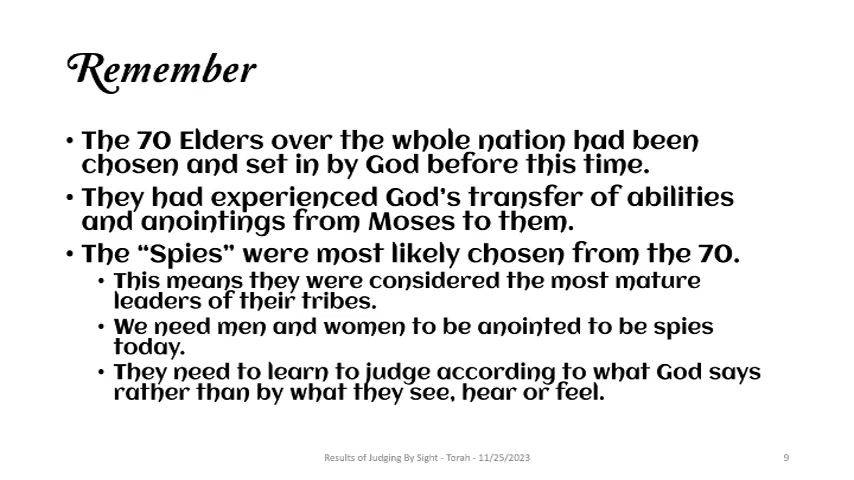 Remember
• The 70 Elders over the whole nation had been
chosen and set in by God before this time.
• They had experienced God's transfer of abilities
and anointings from Moses to them.
• The “Spies” were most likely chosen from the 70.
• This means they were considered the most mature
leaders of their tribes.
• We need men and women to be anointed to be spies
today.
• They need to learn to judge according to what God says
rather than by what they see, hear or feel.
Results of Judging By Sight - Torah - 11/25/2023
9